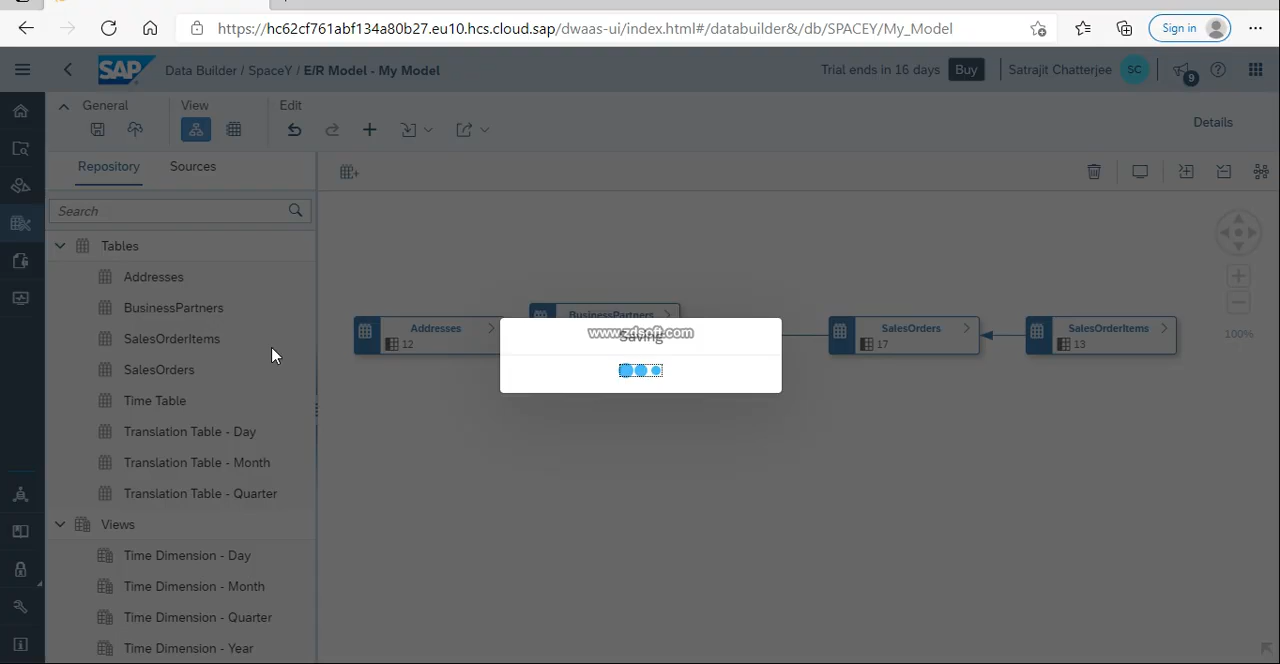 https://hc62cf761abf134a80b27.eu10.hcs.cloud.sap/dwaas-ui/index.html#/databuilder&/db/SPACEY/My_Model
Sign in
SAP
Data Builder / SpaceY / E/R Model - My Model
Trial ends in 16 days
Buy
Satrajit Chatterjee
SC
9
General
View
Edit
Details
Repository
Sources
Search
Tables
Addresses
BusinessPartners
SalesOrderItems
SalesOrders
Time Table
Translation Table - Day
Translation Table - Month
Translation Table - Quarter
Views
Time Dimension - Day
Time Dimension - Month
Time Dimension - Quarter
Time Dimension - Year
Addresses
12
BusinessPartners
SalesOrders
17
SalesOrderItems
13
100%
Saving
www.zdsoft.com